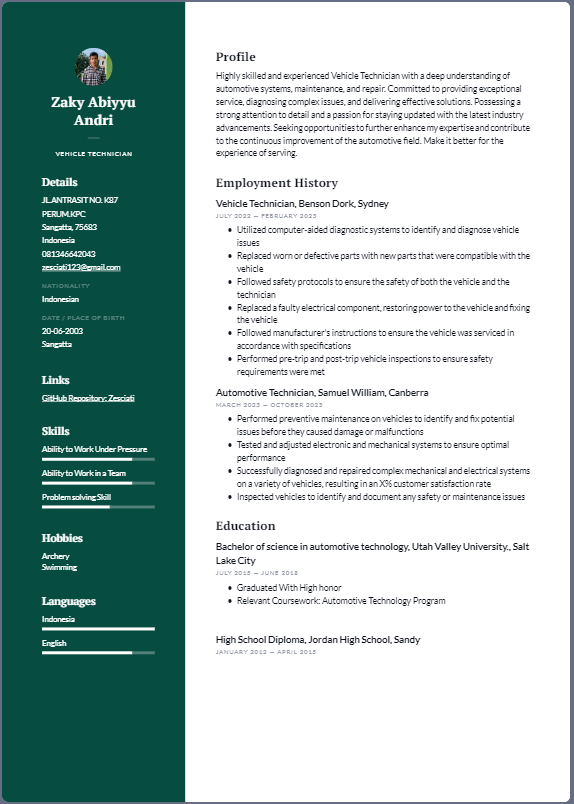 Zaky Abiyyu
Andri
VEHICLE TECHNICIAN
Details
JL.ANTRASIT NO. K87
PERUM.KPC
Sangatta, 75683
Indonesia
081346642043
zesciati123@gmail.com
NATIONALITY
Indonesian
DATE / PLACE OF BIRTH
20-06-2003
Sangatta
Links
GitHub Repository: Zesciati
Skills
Ability to Work Under Pressure
Ability to Work in a Team
Problem solving Skill
Hobbies
Archery
Swimming
Languages
Indonesia
English
Profile
Highly skilled and experienced Vehicle Technician with a deep understanding of
automotive systems, maintenance, and repair. Committed to providing exceptional
service, diagnosing complex issues, and delivering effective solutions. Possessing a
strong attention to detail and a passion for staying updated with the latest industry
advancements. Seeking opportunities to further enhance my expertise and contribute
to the continuous improvement of the automotive field. Make it better for the
experience of serving.
Employment History
Vehicle Technician, Benson Dork, Sydney
JULY 2022 — FEBRUARY 2023
• Utilized computer-aided diagnostic systems to identify and diagnose vehicle
issues
• Replaced worn or defective parts with new parts that were compatible with the
vehicle
• Followed safety protocols to ensure the safety of both the vehicle and the
technician
• Replaced a faulty electrical component, restoring power to the vehicle and fixing
the vehicle
• Followed manufacturer's instructions to ensure the vehicle was serviced in
accordance with specifications
• Performed pre-trip and post-trip vehicle inspections to ensure safety
requirements were met
Automotive Technician, Samuel William, Canberra
MARCH 2023 — OCTOBER 2023
• Performed preventive maintenance on vehicles to identify and fix potential
issues before they caused damage or malfunctions
• Tested and adjusted electronic and mechanical systems to ensure optimal
performance
• Successfully diagnosed and repaired complex mechanical and electrical systems
on a variety of vehicles, resulting in an X% customer satisfaction rate
• Inspected vehicles to identify and document any safety or maintenance issues
Education
Bachelor of science in automotive technology, Utah Valley University., Salt
Lake City
JULY 2015 — JUNE 2018
• Graduated With High honor
• Relevant Coursework: Automotive Technology Program
High School Diploma, Jordan High School, Sandy
JANUARY 2012 — APRIL 2015